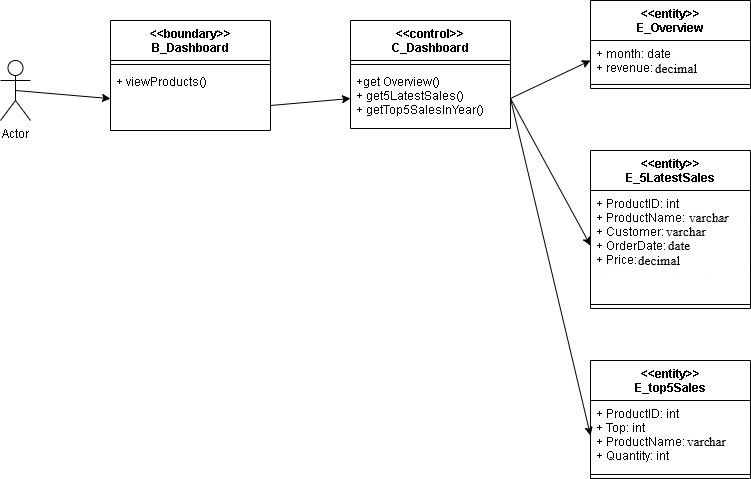 Actor
<<boundary>>
B_Dashboard
+ viewProducts()
<<control>>
C_Dashboard
+get Overview()
+ get5LatestSales()
+ getTop5SalesInYear()
<<entity>>
E_Overview
+ month: date
+ revenue: decimal
<<entity>>
E_5LatestSales
+ ProductID: int
+ ProductName: varchar
+ Customer: varchar
+ OrderDate: date
+ Price: decimal
<<entity>>
E_top5Sales
+ ProductID: int
+ Top: int
+ ProductName: varchar
+ Quantity: int